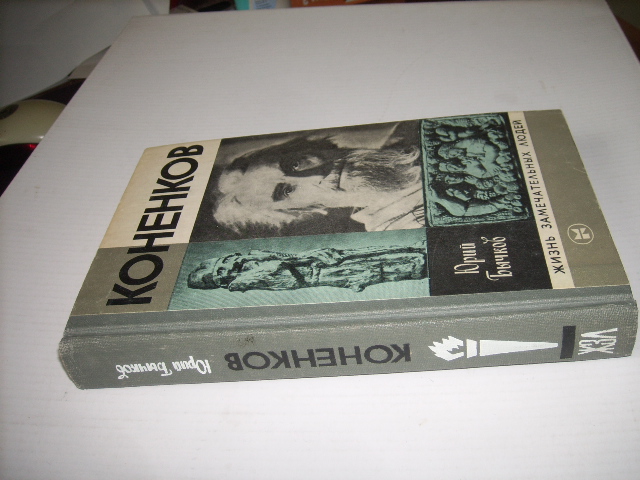 КОНЕНКОВ
Юрий
Бычков
ЖИЗНЬ ЗАМЕЧАТЕЛЬНЫХ ЛЮДЕЙ
Юрий Бычков
КОНЕНКОВ
ЖЗЛ